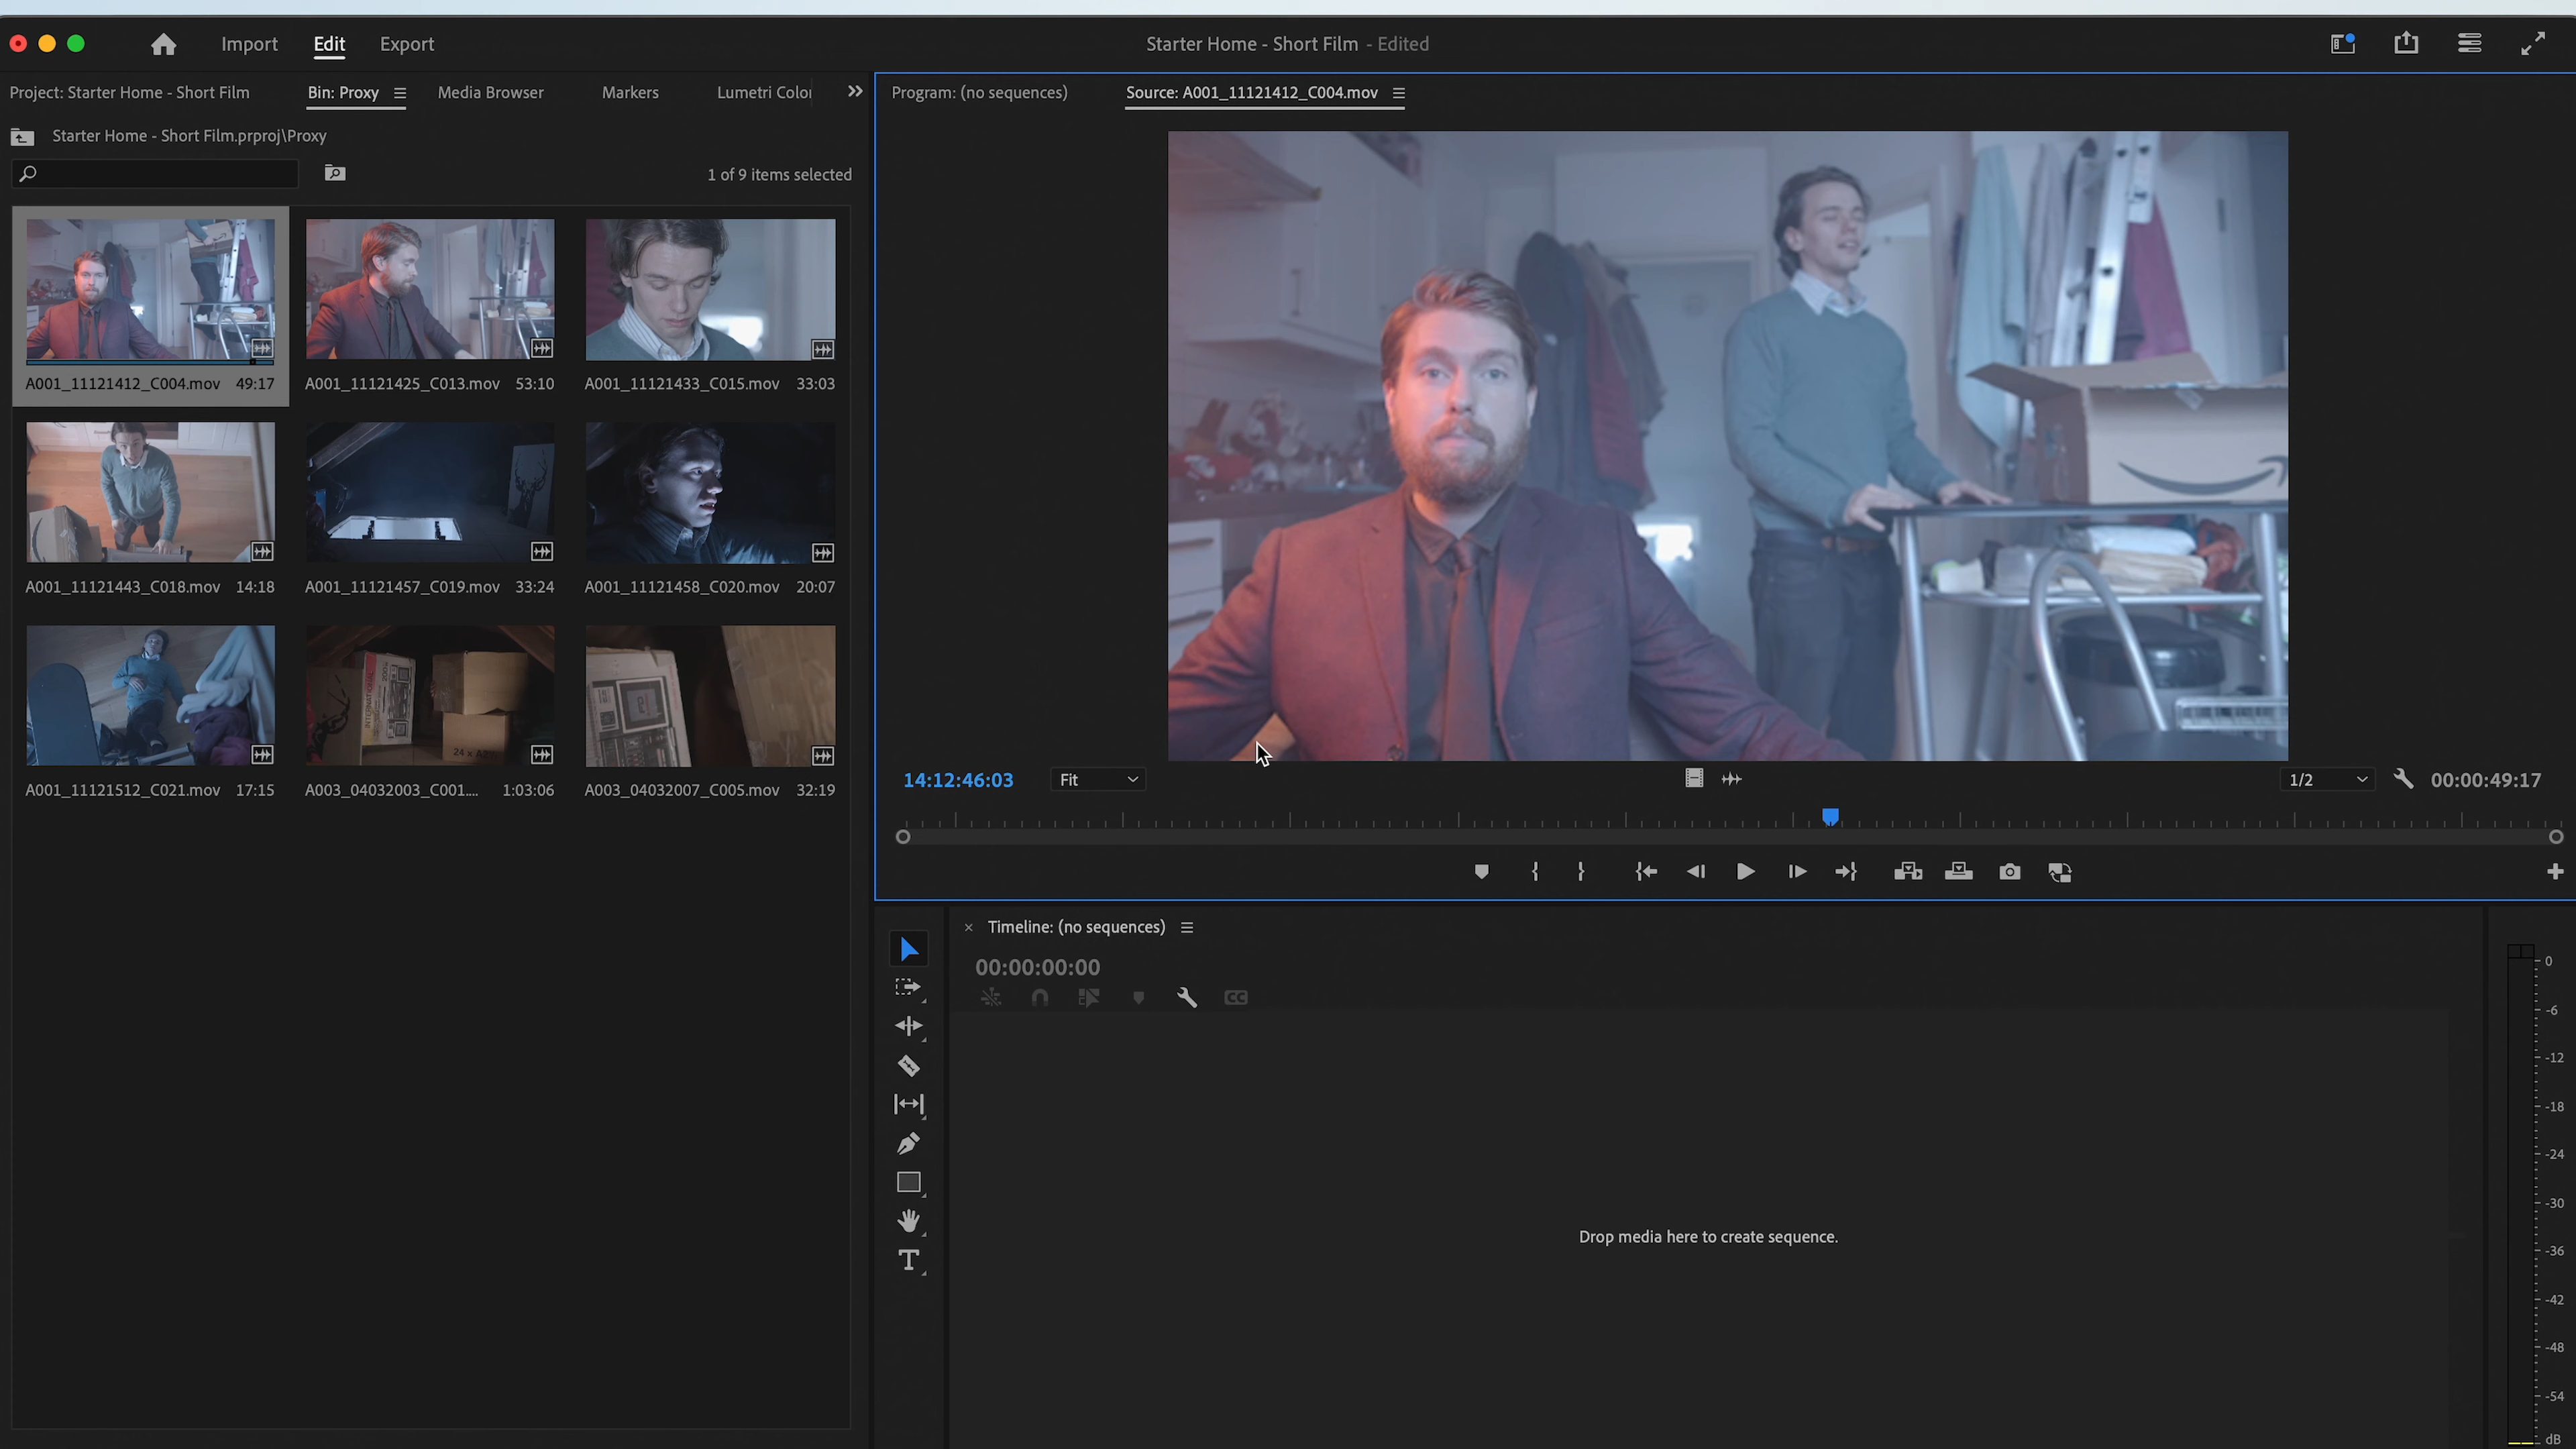 Import Edit Export Starter Home - Short Film - Edited
Project: Starter Home - Short Film Bin: Proxy Media Browser Markers Lumetri Color
Starter Home - Short Film.prproj\Proxy
1 of 9 items selected
A001_11121412_C004.mov 49:17 A001_11121425_C013.mov 53:10 A001_11121433_C015.mov 33:03
A001_11121443_C018.mov 14:18 A001_11121457_C019.mov 33:24 A001_11121458_C020.mov 20:07
INTERNATIONAL
24 x A2
A001_11121512_C021.mov 17:15 A003_04032003_C001.... 1:03:06 A003_04032007_C005.mov 32:19
Program: (no sequences) Source: A001_11121412_C004.mov
14:12:46:03 Fit 1/2 00:00:49:17
Timeline: (no sequences)
00:00:00:00
CC
Drop media here to create sequence.
0
-6
-12
-18
-24
-30
-36
-42
-48
-54
dB